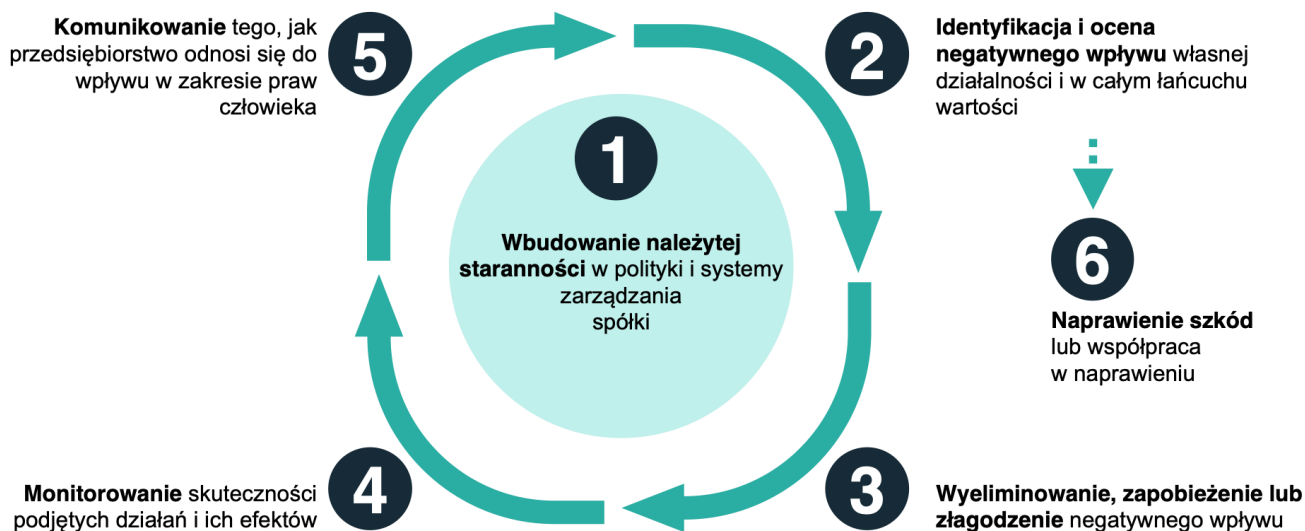 1
Wbudowanie należytej
staranności w polityki i systemy
zarządzania
spółki
2
Identyfikacja i ocena
negatywnego wpływu własnej
działalności i w całym łańcuchu
wartości
3
Wyeliminowanie, zapobieżenie lub
złagodzenie negatywnego wpływu
4
Monitorowanie skuteczności
podjętych działań i ich efektów
5
Komunikowanie tego, jak
przedsiębiorstwo odnosi się do
wpływu w zakresie praw
człowieka
6
Naprawienie szkód
lub współpraca
w naprawieniu